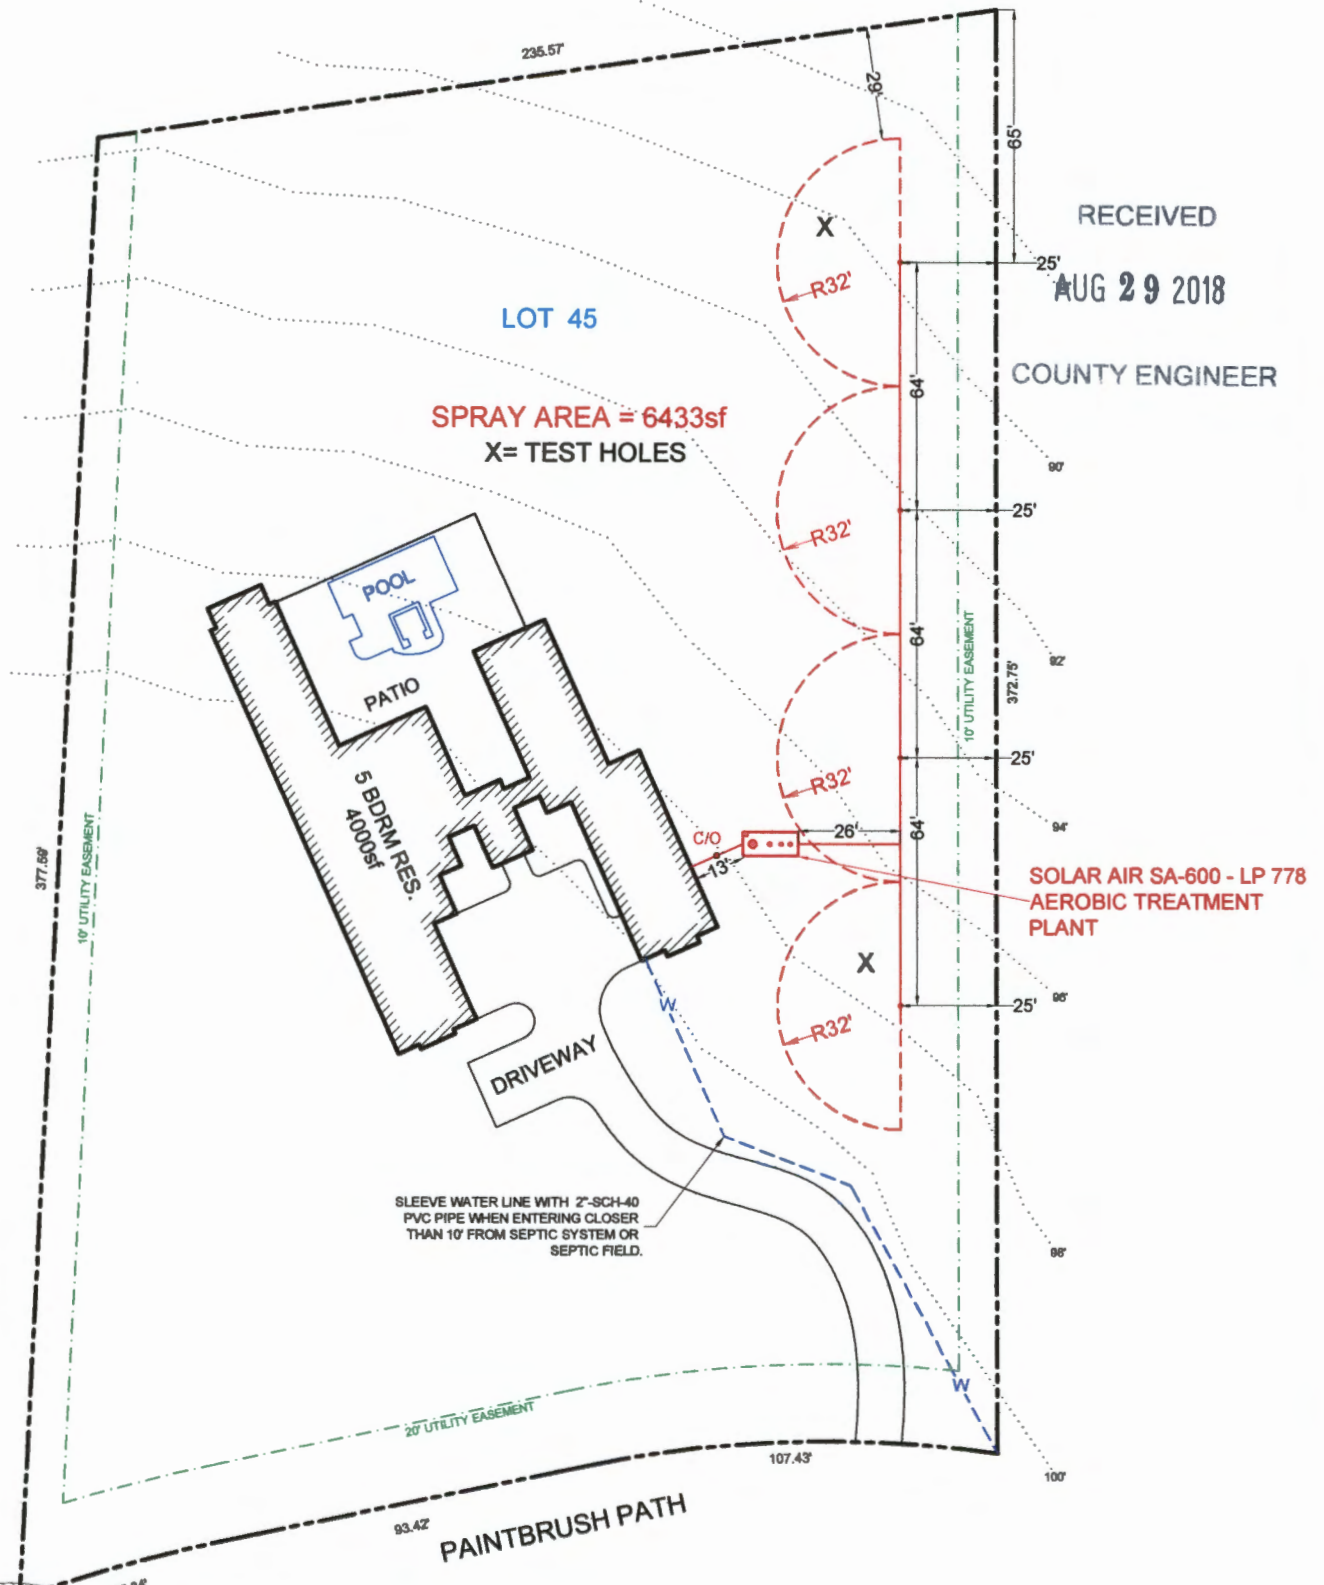 235.57'
29'
65'
X
RECEIVED
25'
AUG 29 2018
R32'
LOT 45
COUNTY ENGINEER
64'
SPRAY AREA = 6433sf
X= TEST HOLES
90'
25'
R32'
POOL
64'
10' UTILITY EASEMENT
92'
372.75'
PATIO
25'
R32'
5 BDRM RES.
4000sf
94'
C/O
26'
64'
13'
377.69'
10' UTILITY EASEMENT
SOLAR AIR SA-600 - LP 778
AEROBIC TREATMENT
PLANT
X
96'
25'
W
R32'
DRIVEWAY
SLEEVE WATER LINE WITH 2"-SCH-40
PVC PIPE WHEN ENTERING CLOSER
THAN 10' FROM SEPTIC SYSTEM OR
SEPTIC FIELD.
98'
W
20' UTILITY EASEMENT
107.43'
100'
93.42'
PAINTBRUSH PATH